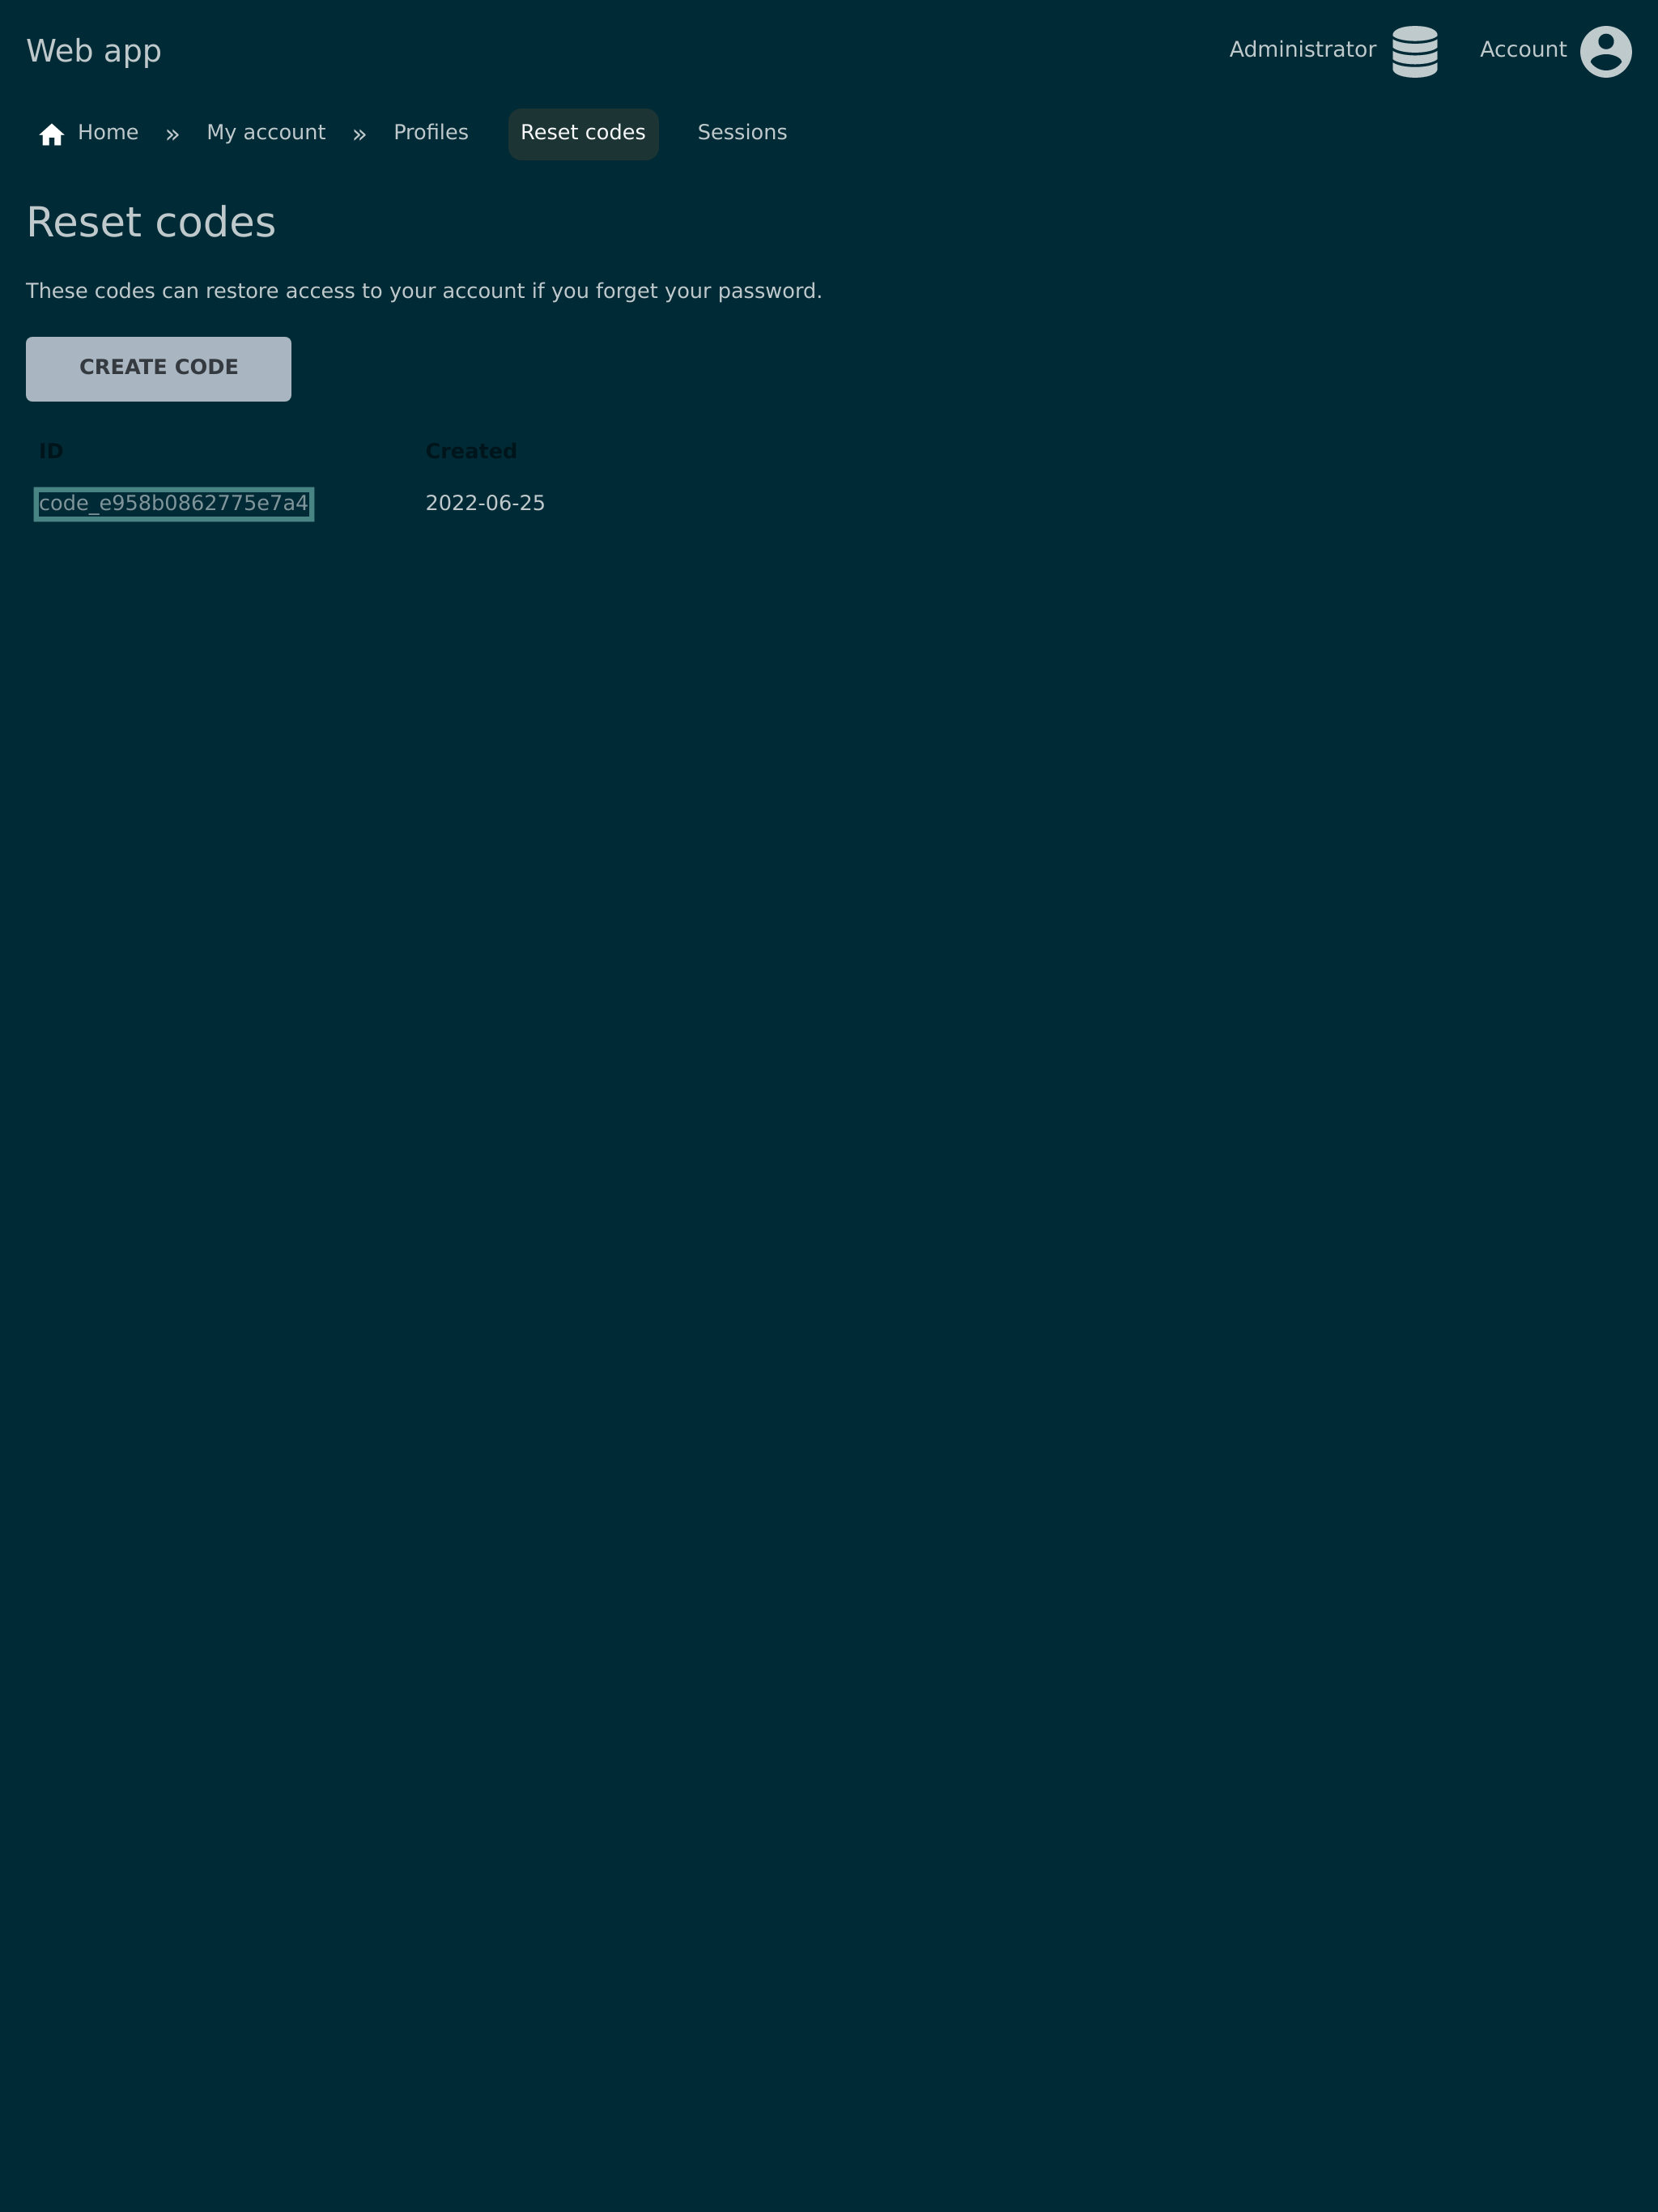 Web app
Administrator
Account
Home » My account » Profiles Reset codes Sessions
Reset codes
These codes can restore access to your account if you forget your password.
CREATE CODE
ID Created
code_e958b0862775e7a4 2022-06-25